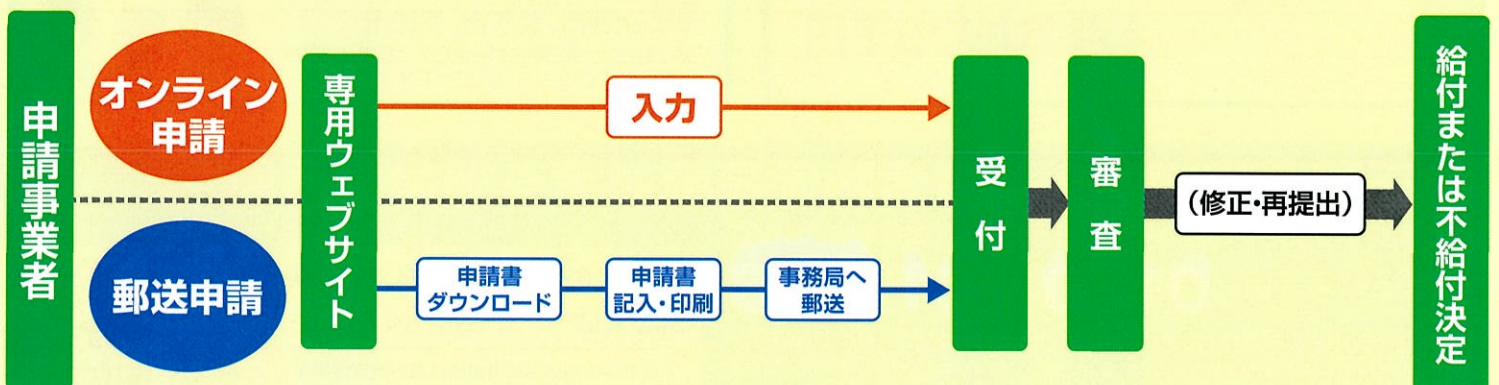 申請事業者
オンライン
申請
郵送申請
専用ウェブサイト
入力
申請書
ダウンロード
申請書
記入・印刷
事務局へ
郵送
受付
審査
（修正・再提出）
給付または不給付決定